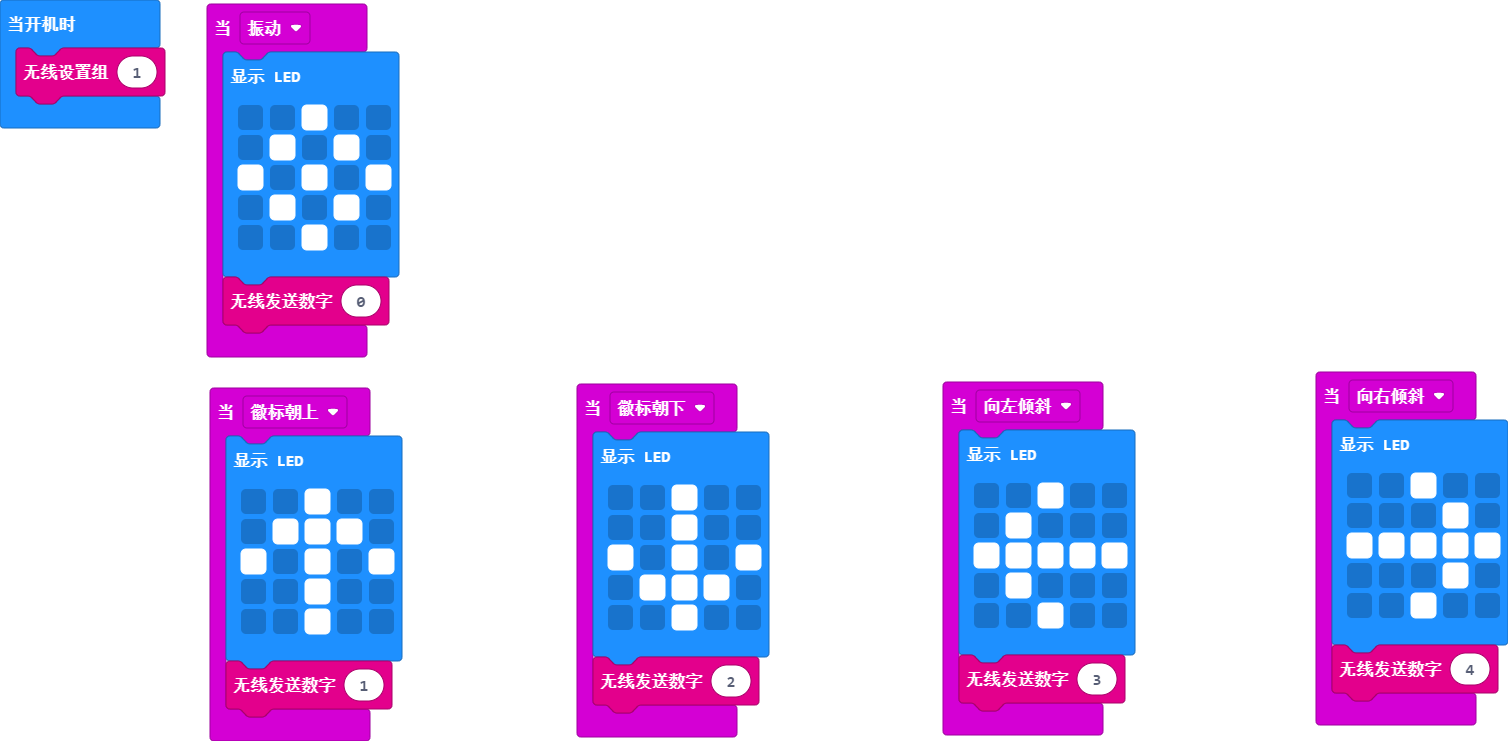 当开机时
无线设置组 1
当 振动
显示 LED
无线发送数字 0
当 徽标朝上
显示 LED
无线发送数字 1
当 徽标朝下
显示 LED
无线发送数字 2
当 向左倾斜
显示 LED
无线发送数字 3
当 向右倾斜
显示 LED
无线发送数字 4